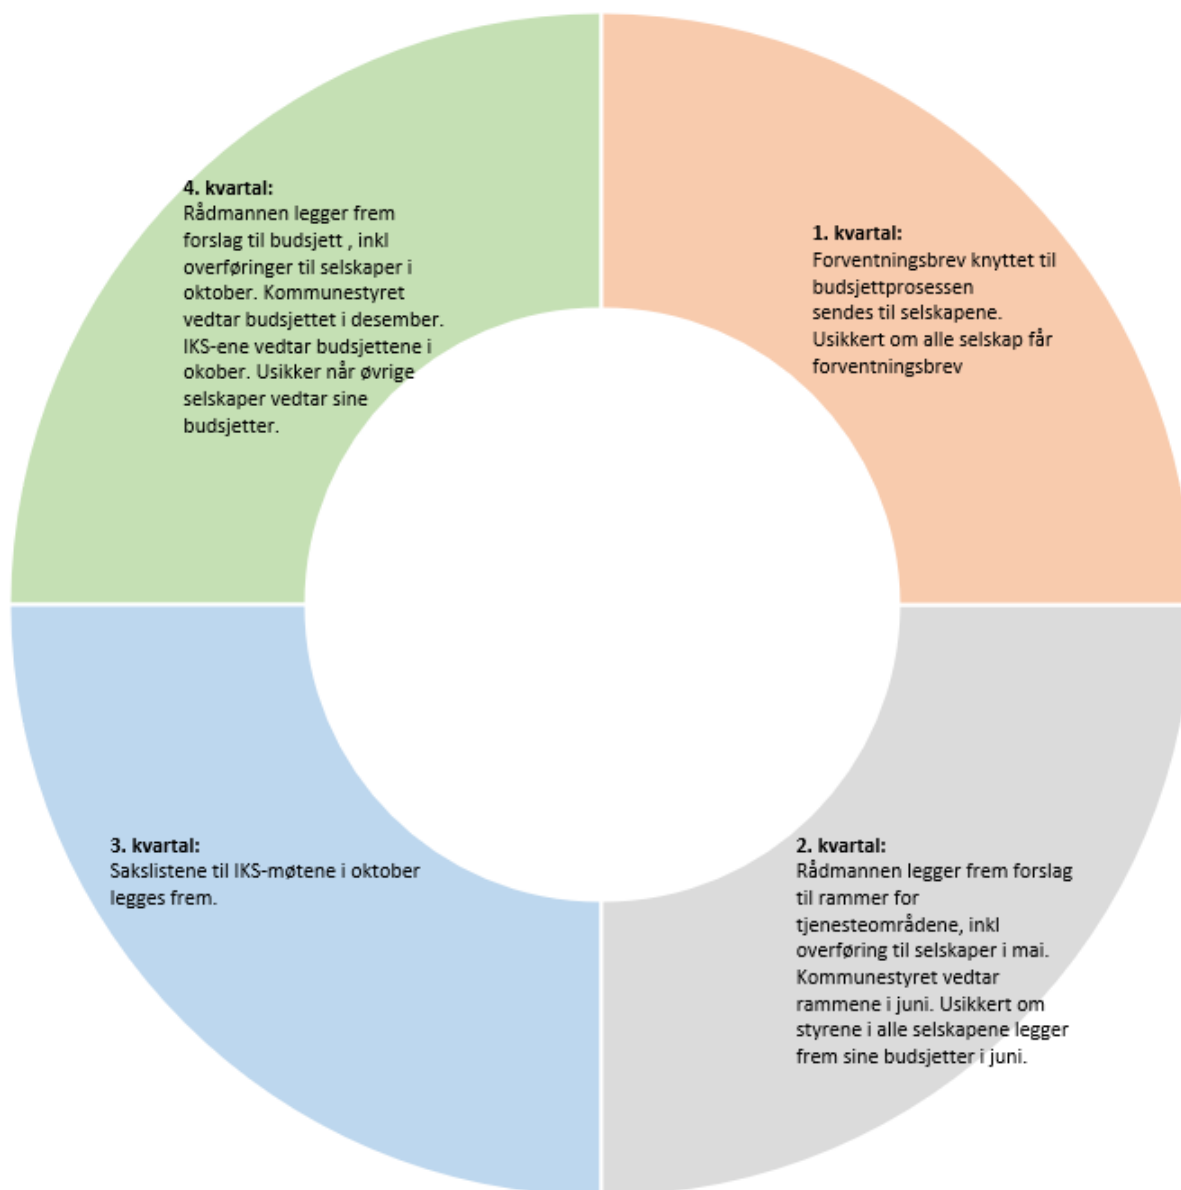 1. kvartal:
Forventningsbrev knyttet til
budsjettprosessen
sendes til selskapene.
Usikkert om alle selskap får
forventningsbrev
2. kvartal:
Rådmannen legger frem forslag
til rammer for
tjenesteområdene, inkl
overføring til selskaper i mai.
Kommunestyret vedtar
rammene i juni. Usikkert om
styrene i alle selskapene legger
frem sine budsjetter i juni.
3. kvartal:
Sakslistene til IKS-møtene i oktober
legges frem.
4. kvartal:
Rådmannen legger frem
forslag til budsjett , inkl
overføringer til selskaper i
oktober. Kommunestyret
vedtar budsjettet i desember.
IKS-ene vedtar budsjettene i
okober. Usikker når øvrige
selskaper vedtar sine
budsjetter.